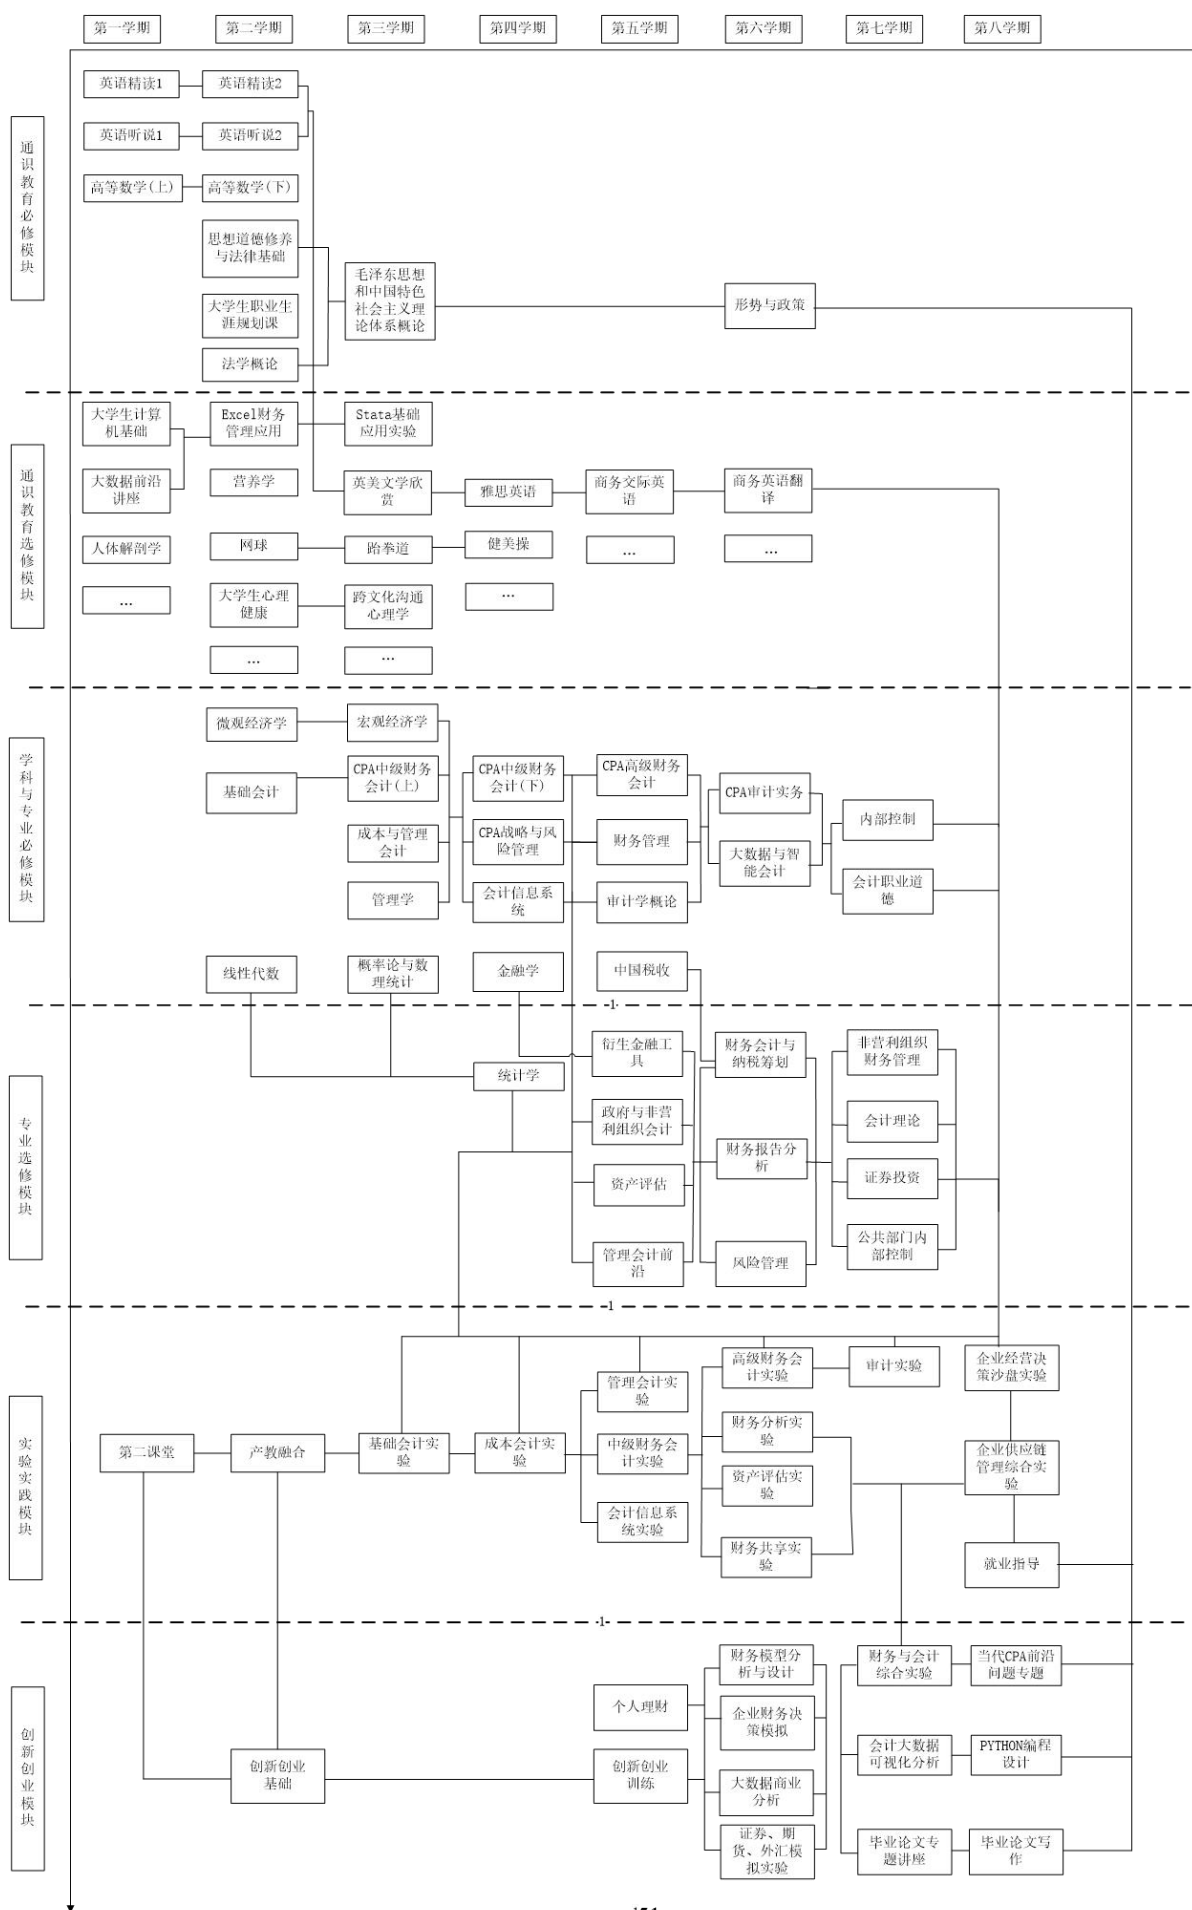 第一学期
第二学期
第三学期
第四学期
第五学期
第六学期
第七学期
第八学期
通
识
教
育
必
修
模
块
英语精读1
英语精读2
英语听说1
英语听说2
高等数学(上)
高等数学(下)
思想道德修养
与法律基础
大学生职业生
涯规划课
法学概论
毛泽东思想
和中国特色
社会主义理
论体系概论
形势与政策
通
识
教
育
选
修
模
块
大学生计算
机基础
Excel财务
管理应用
Stata基础
应用实验
大数据前沿
讲座
营养学
英美文学欣
赏
雅思英语
商务交际英
语
商务英语翻
译
人体解剖学
网球
跆拳道
健美操
...
...
...
大学生心理
健康
跨文化沟通
心理学
...
...
...
学
科
与
专
业
必
修
模
块
微观经济学
宏观经济学
基础会计
CPA中级财务
会计(上)
CPA中级财务
会计(下)
CPA高级财务
会计
CPA审计实务
成本与管理
会计
CPA战略与风
险管理
财务管理
大数据与智
能会计
内部控制
管理学
会计信息系
统
审计学概论
会计职业道
德
线性代数
概率论与数
理统计
金融学
中国税收
1
专
业
选
修
模
块
统计学
衍生金融工
具
财务会计与
纳税筹划
非营利组织
财务管理
政府与非营
利组织会计
财务报告分
析
会计理论
资产评估
证券投资
管理会计前
沿
风险管理
公共部门内
部控制
1
实
验
实
践
模
块
第二课堂
产教融合
基础会计实
验
成本会计实
验
管理会计实
验
中级财务会
计实验
会计信息系
统实验
高级财务会
计实验
财务分析实
验
资产评估实
验
财务共享实
验
审计实验
企业经营决
策沙盘实验
企业供应链
管理综合实
验
就业指导
1
创
新
创
业
模
块
创新创业
基础
个人理财
创新创业
训练
财务模型分
析与设计
企业财务决
策模拟
大数据商业
分析
证券、期
货、外汇模
拟实验
财务与会计
综合实验
当代CPA前沿
问题专题
会计大数据
可视化分析
PYTHON编程
设计
毕业论文专
题讲座
毕业论文写
作